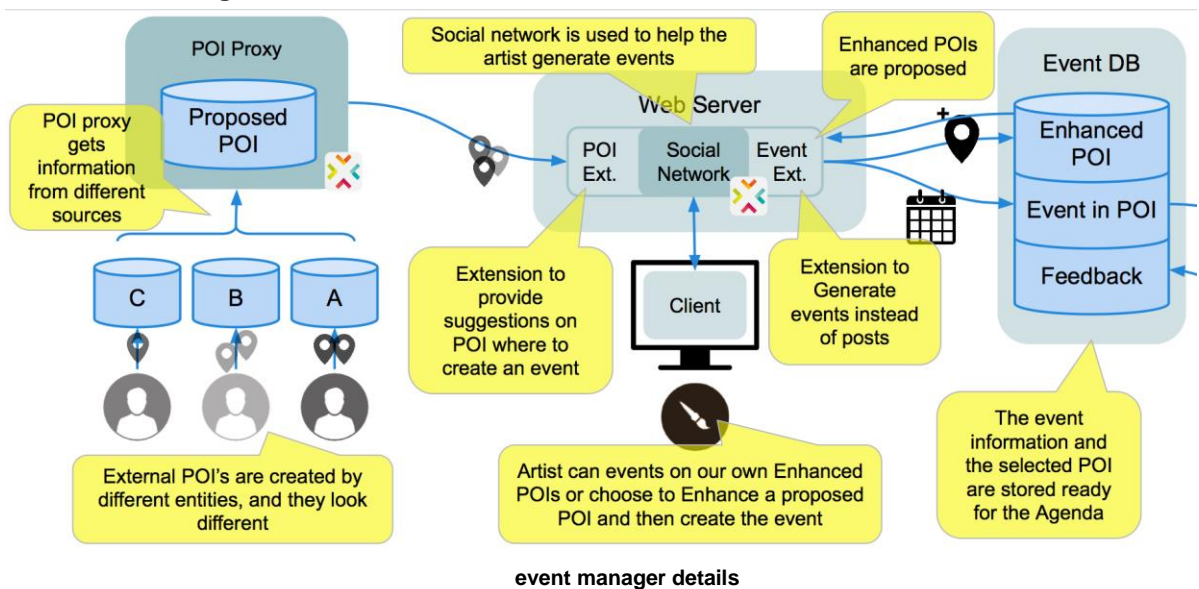 POI Proxy
Proposed
POI
POI proxy
gets
information
from different
sources
C
B
A
External POI's are created by
different entities, and they look
different
Social network is used to help the
artist generate events
Enhanced POIs
are proposed
Web Server
POI
Ext.
Social
Network
Event
Ext.
Extension to
provide
suggestions on
POI where to
create an event
Client
Extension to
Generate
events instead
of posts
Artist can events on our own Enhanced
POIs or choose to Enhance a proposed
POI and then create the event
Event DB
+
Enhanced
POI
Event in POI
Feedback
The event
information and
the selected POI
are stored ready
for the Agenda
event manager details